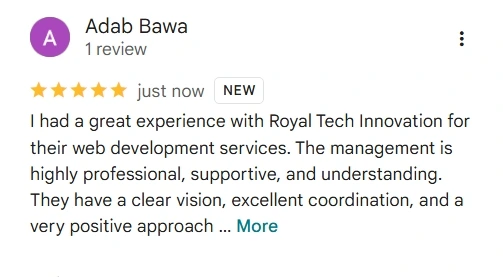 A
Adab Bawa
1 review
just now NEW
I had a great experience with Royal Tech Innovation for
their web development services. The management is
highly professional, supportive, and understanding.
They have a clear vision, excellent coordination, and a
very positive approach ... More